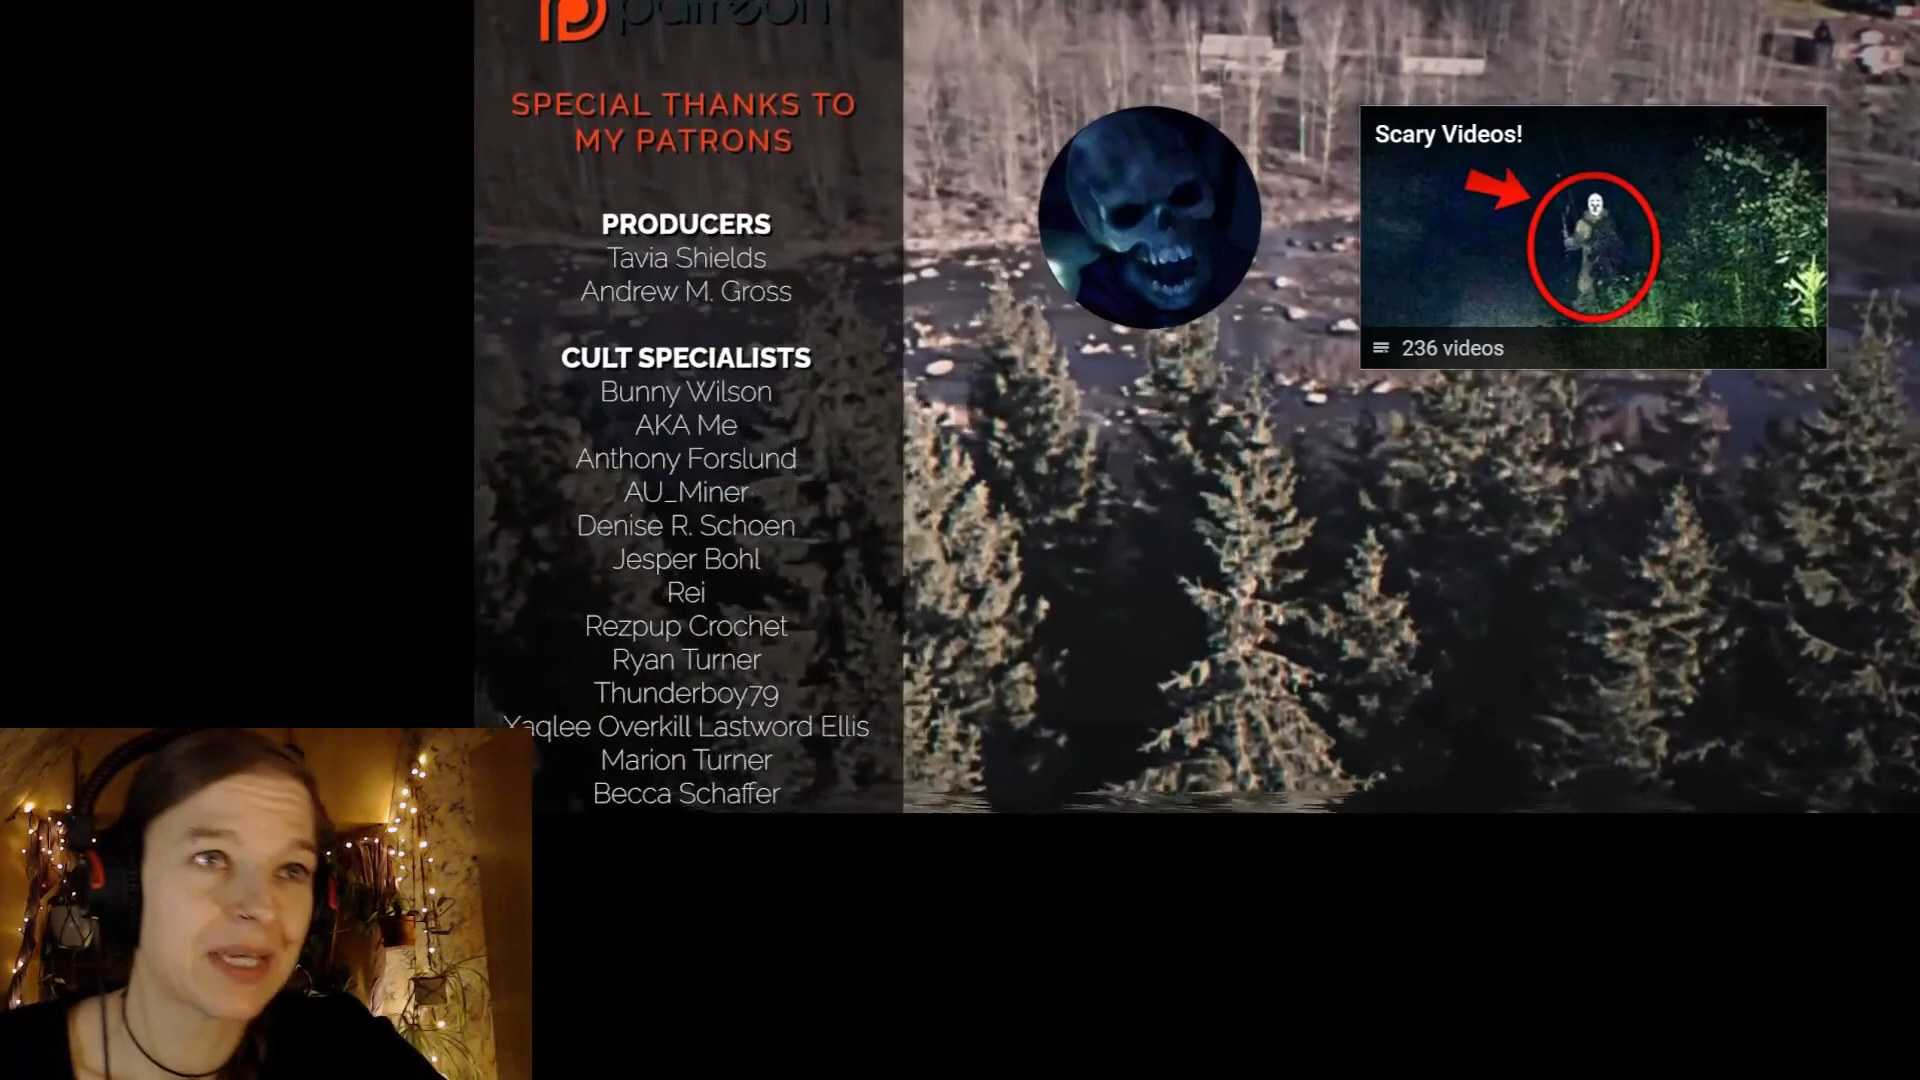 patreon
SPECIAL THANKS TO
MY PATRONS
PRODUCERS
Tavia Shields
Andrew M. Gross
CULT SPECIALISTS
Bunny Wilson
AKA Me
Anthony Forslund
AU_Miner
Denise R. Schoen
Jesper Bohl
Rei
Rezpup Crochet
Ryan Turner
Thunderboy79
Yaqlee Overkill Lastword Ellis
Marion Turner
Becca Schaffer
Scary Videos!
236 videos